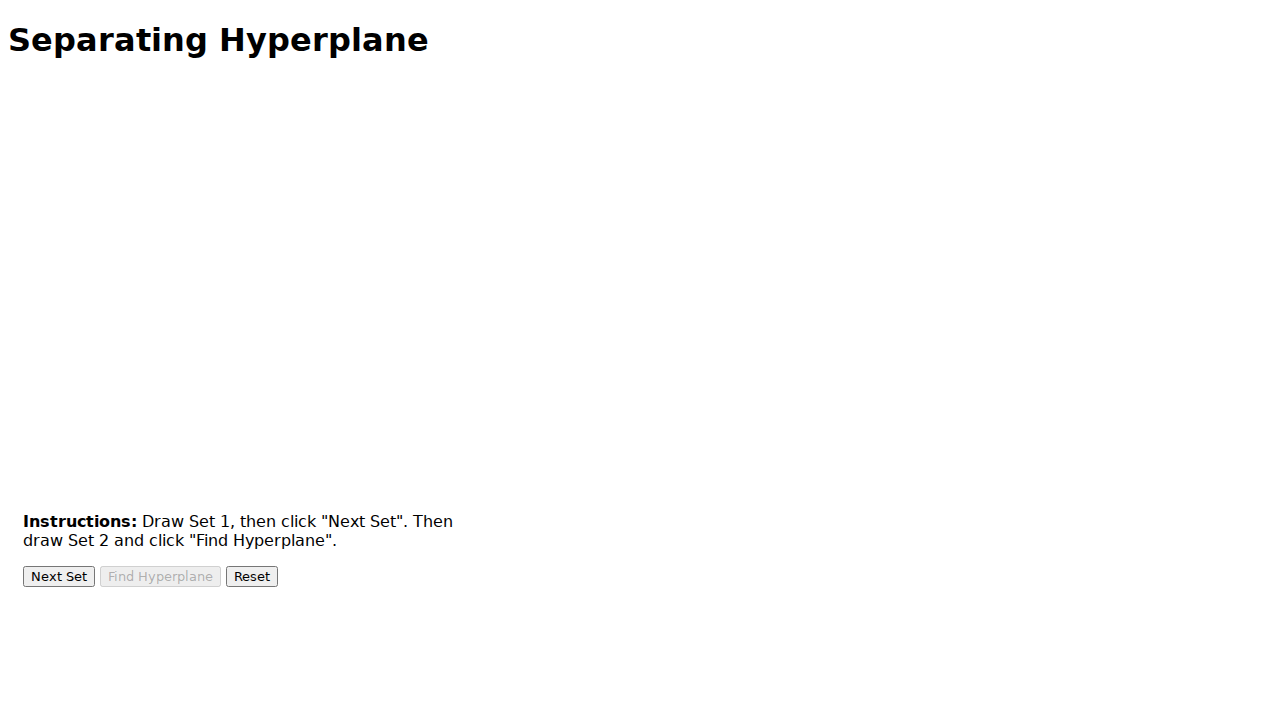 Separating Hyperplane
Instructions: Draw Set 1, then click "Next Set". Then
draw Set 2 and click "Find Hyperplane".
Next Set Find Hyperplane Reset